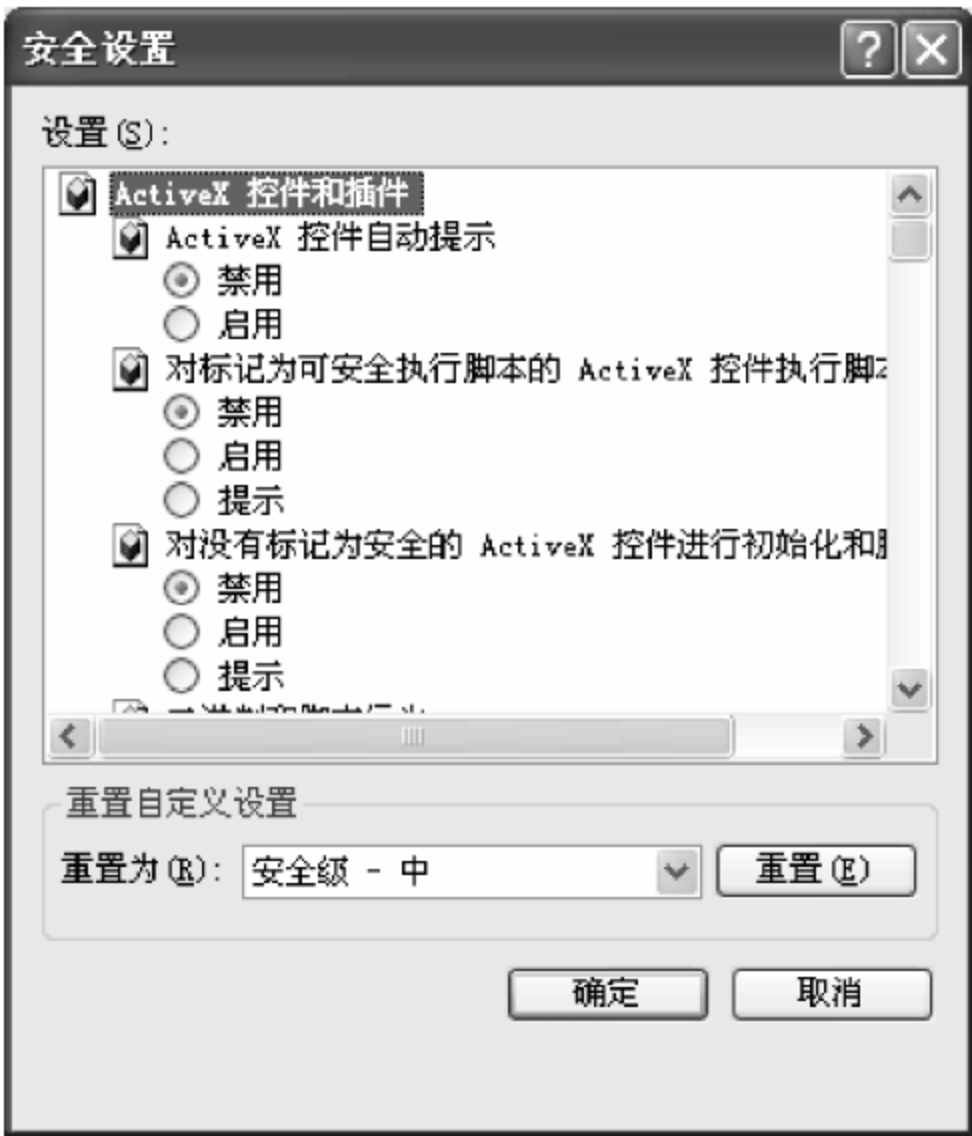 安全设置
设置(S):
ActiveX 控件和插件
ActiveX 控件自动提示
禁用
启用
对标记为可安全执行脚本的 ActiveX 控件执行脚
禁用
启用
提示
对没有标记为安全的 ActiveX 控件进行初始化和
禁用
启用
提示
重置自定义设置
重置为(R): 安全级 - 中 重置(E)
确定 取消